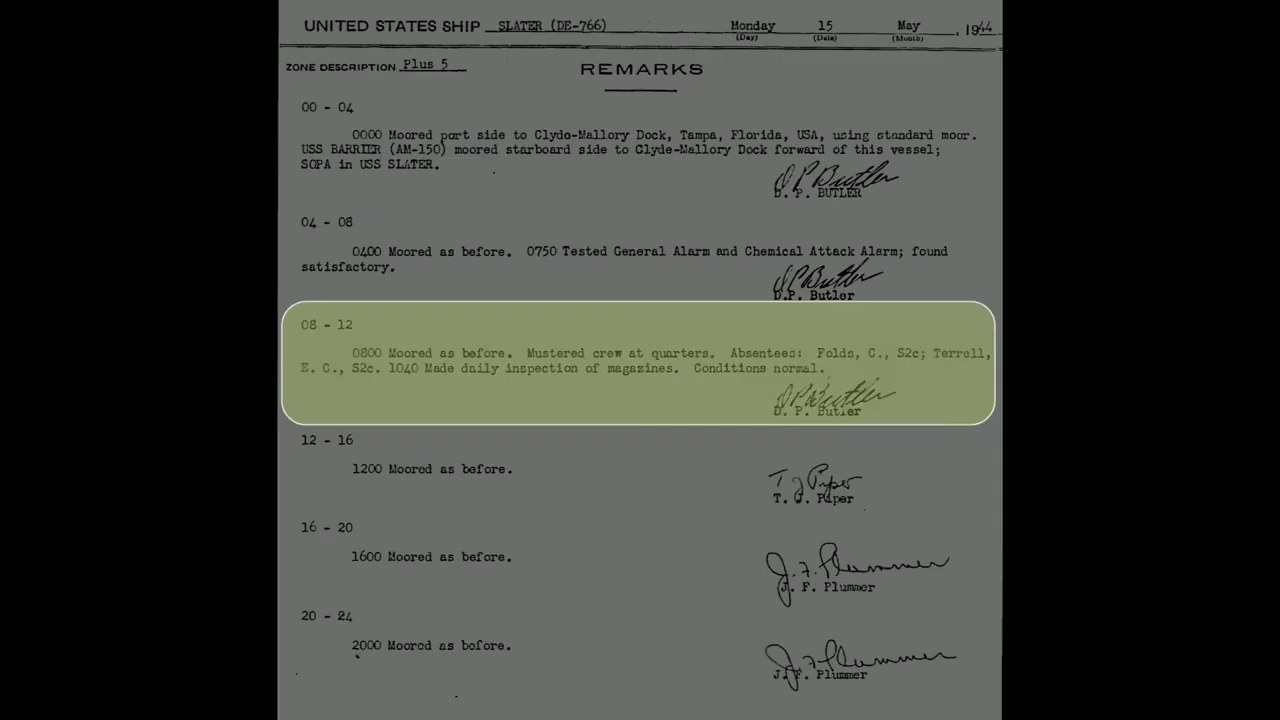 UNITED STATES SHIP SLATER (DE-766) Monday 15 May , 1944
(Day) (Date) (Month)
ZONE DESCRIPTION Plus 5 REMARKS
00 - 04
0000 Moored port side to Clyde-Mallory Dock, Tampa, Florida, USA, using standard moor.
USS BARRIER (AM-150) moored starboard side to Clyde-Mallory Dock forward of this vessel;
SOPA in USS SLATER.
D P Butler
D. P. BUTLER
04 - 08
0400 Moored as before. 0750 Tested General Alarm and Chemical Attack Alarm; found
satisfactory.
D P Butler
D.P. Butler
08 - 12
0800 Moored as before. Mustered crew at quarters. Absentees: Folds, C., S2c; Terrell,
E. C., S2c. 1040 Made daily inspection of magazines. Conditions normal.
D P Butler
D. P. Butler
12 - 16
1200 Moored as before.
T J Piper
T. J. Piper
16 - 20
1600 Moored as before.
J. F. Plummer
J. F. Plummer
20 - 24
2000 Moored as before.
J. F. Plummer
J. F. Plummer